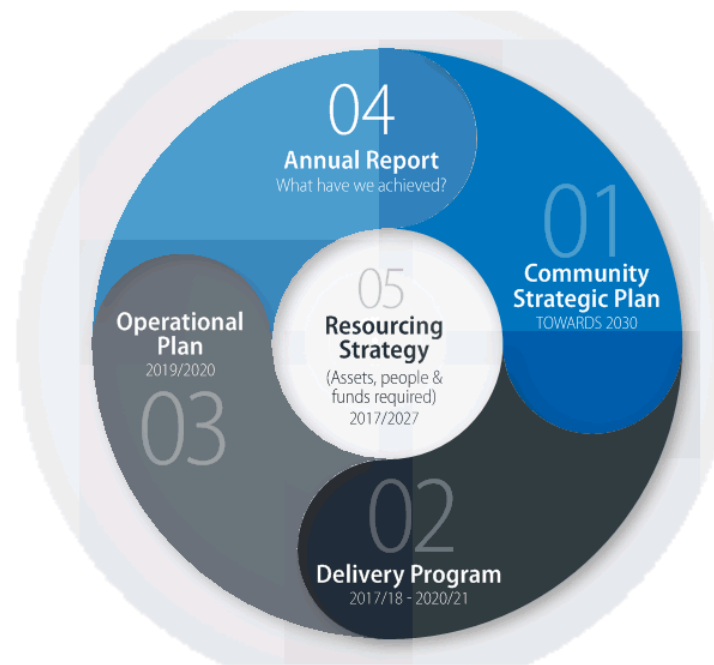 04
Annual Report
What have we achieved?
01
Community
Strategic Plan
TOWARDS 2030
05
Resourcing
Strategy
(Assets, people &
funds required)
2017/2027
Operational
Plan
2019/2020
03
02
Delivery Program
2017/18 - 2020/21